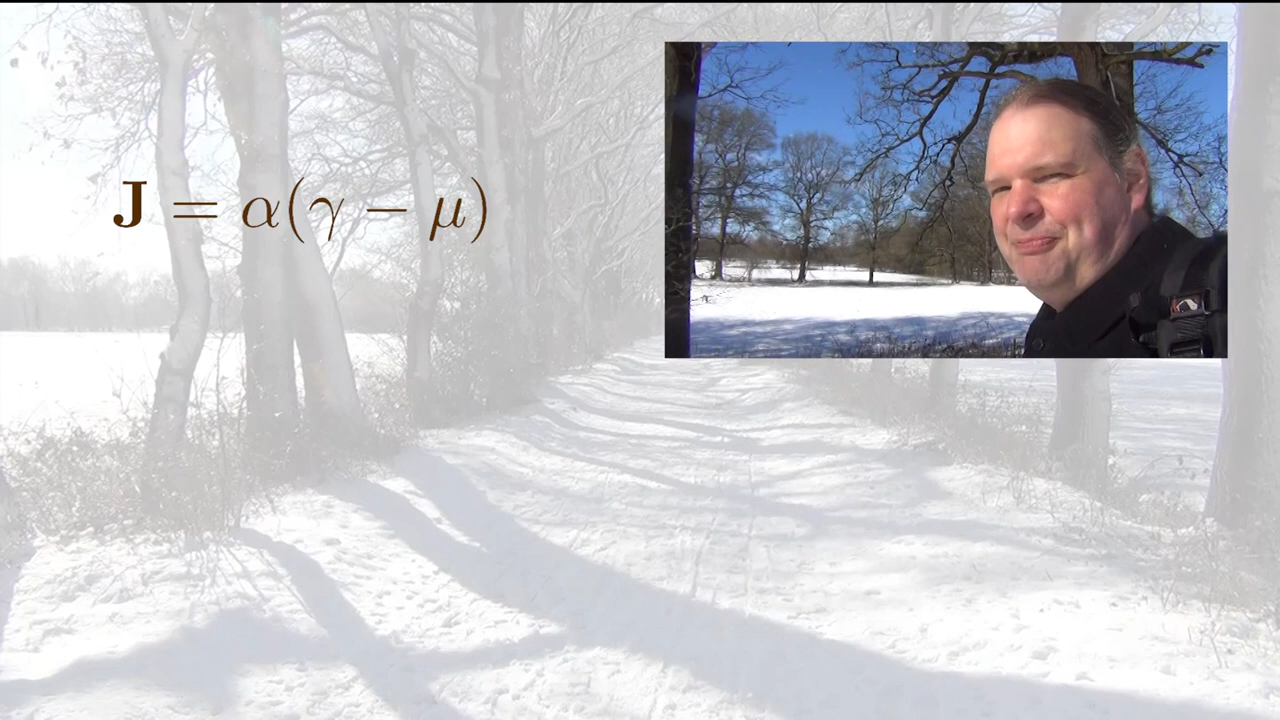 J = α(γ − μ)